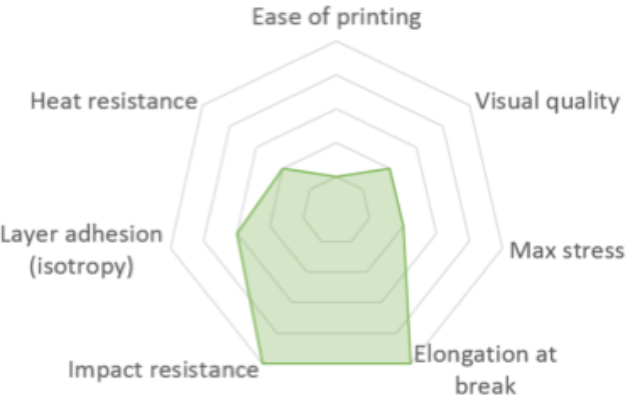 Ease of printing
Heat resistance
Visual quality
Layer adhesion
(isotropy)
Max stress
Impact resistance
Elongation at
break